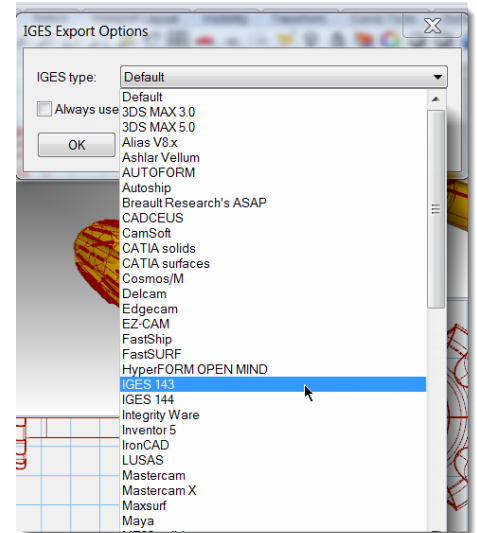 IGES Export Options
IGES type:
Default
Always use
OK
Default
3DS MAX 3.0
3DS MAX 5.0
Alias V8.x
Ashlar Vellum
AUTOFORM
Autoship
Breault Research's ASAP
CADCEUS
CamSoft
CATIA solids
CATIA surfaces
Cosmos/M
Delcam
Edgecam
EZ-CAM
FastShip
FastSURF
HyperFORM OPEN MIND
IGES 143
IGES 144
Integrity Ware
Inventor 5
IronCAD
LUSAS
Mastercam
Mastercam X
Maxsurf
Maya